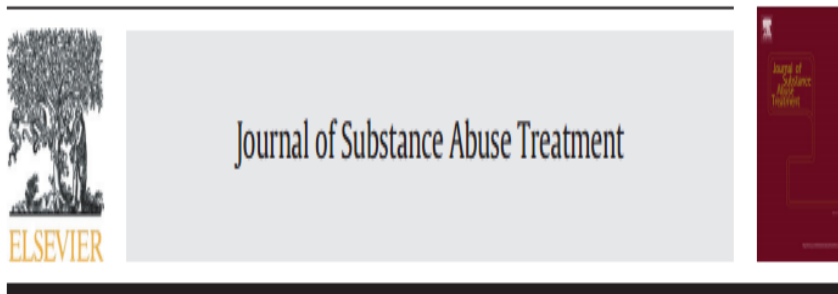 ELSEVIER
Journal of Substance Abuse Treatment
Journal of
Substance
Abuse
Treatment